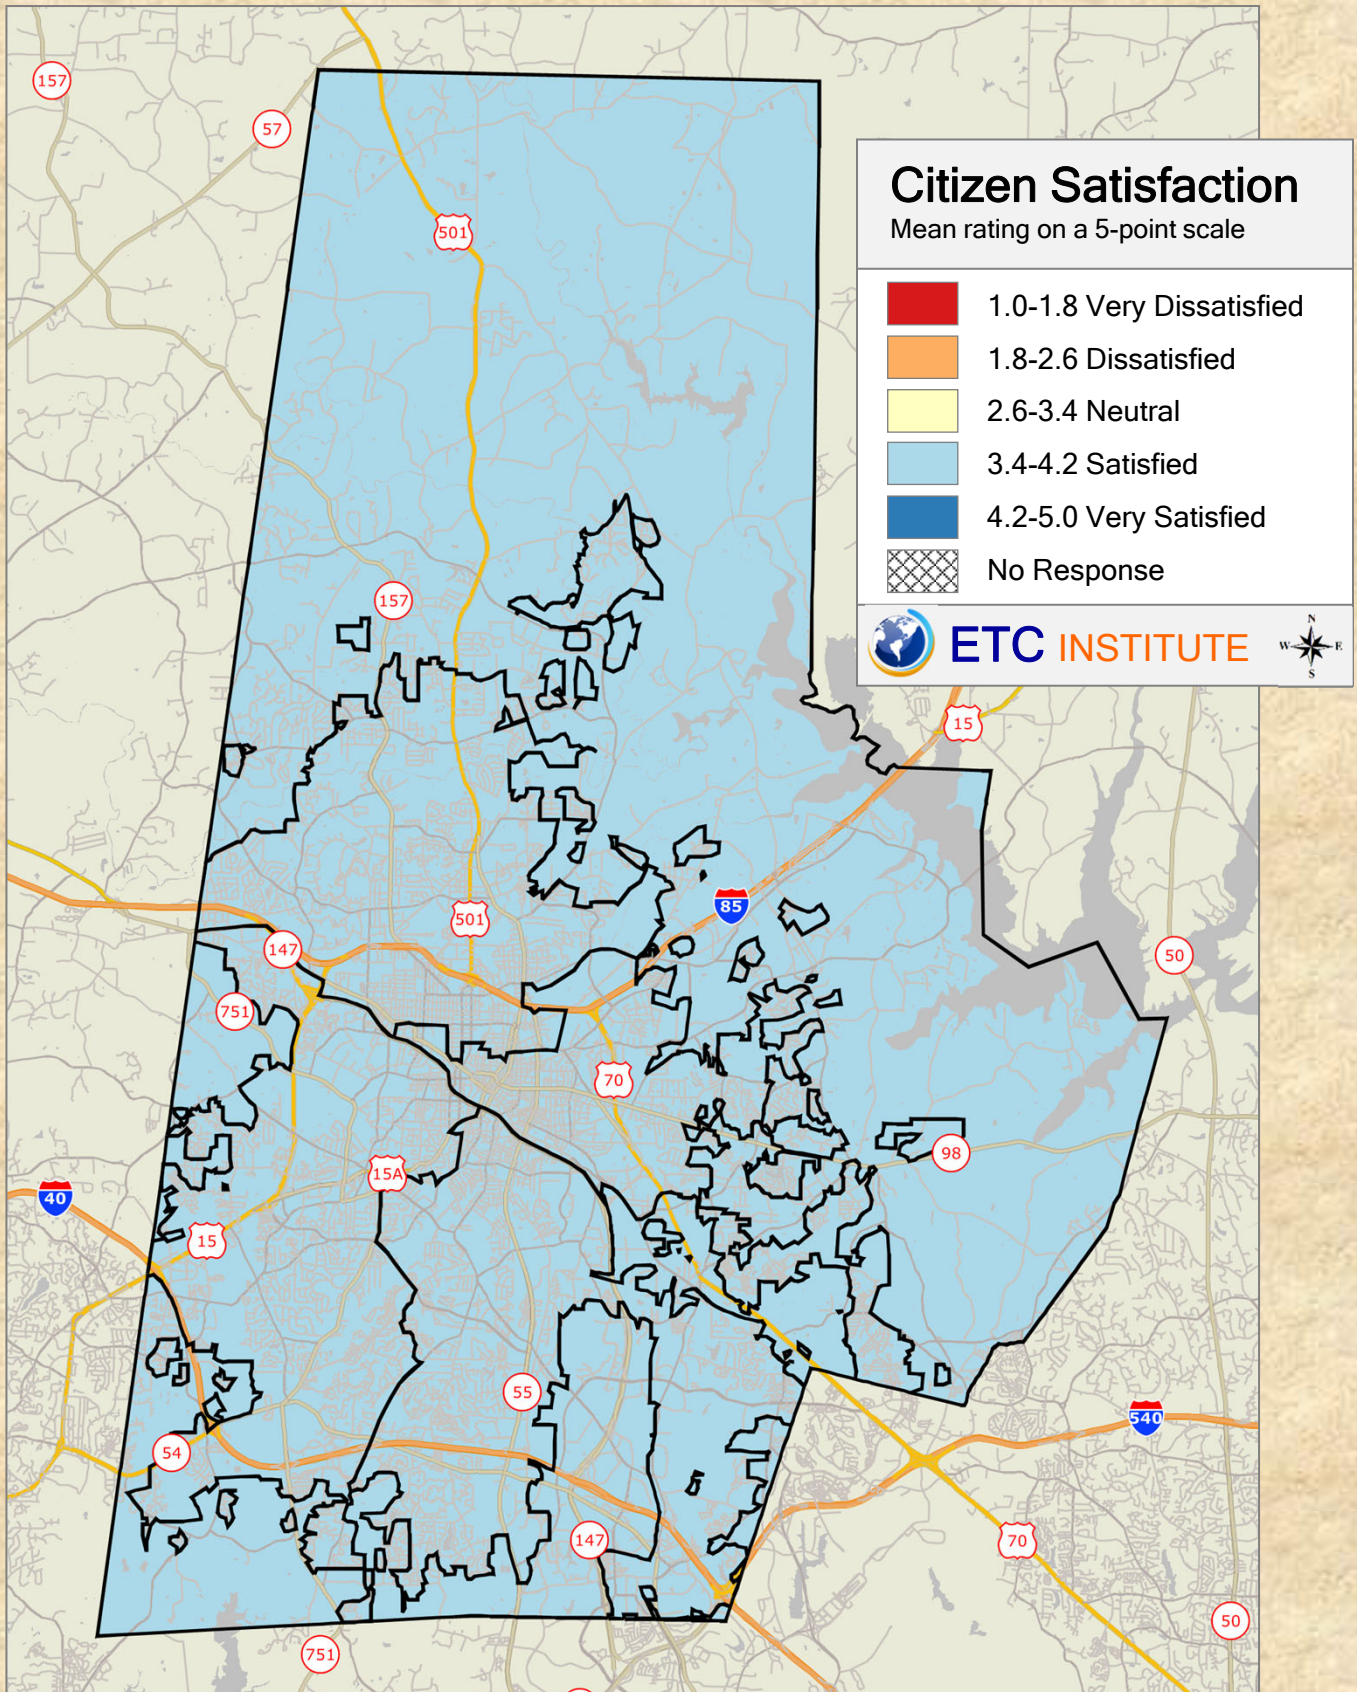 157
57
501
Citizen Satisfaction
Mean rating on a 5-point scale
1.0-1.8 Very Dissatisfied
1.8-2.6 Dissatisfied
2.6-3.4 Neutral
3.4-4.2 Satisfied
4.2-5.0 Very Satisfied
No Response
ETC INSTITUTE
N
W E
S
157
15
85
501
147
50
751
70
98
15A
40
15
55
540
54
147
70
50
751